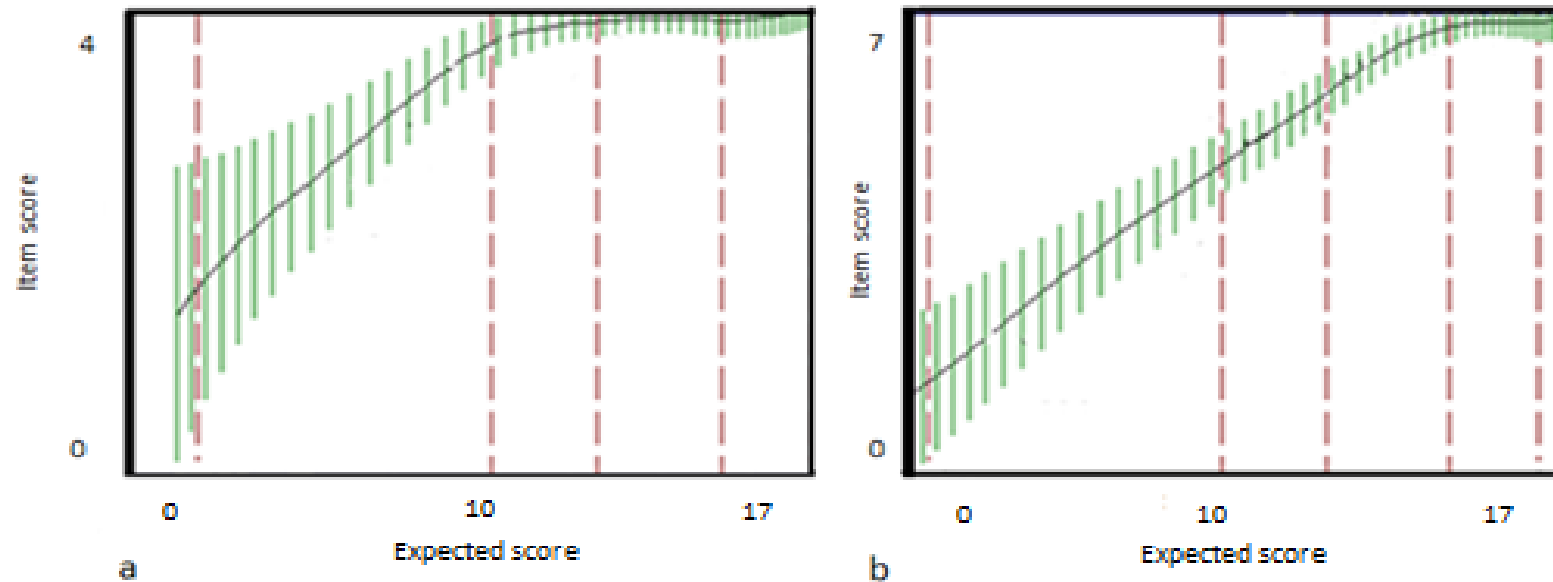 4
Item score
0
0 10 17
Expected score
a
7
Item score
0
0 10 17
Expected score
b